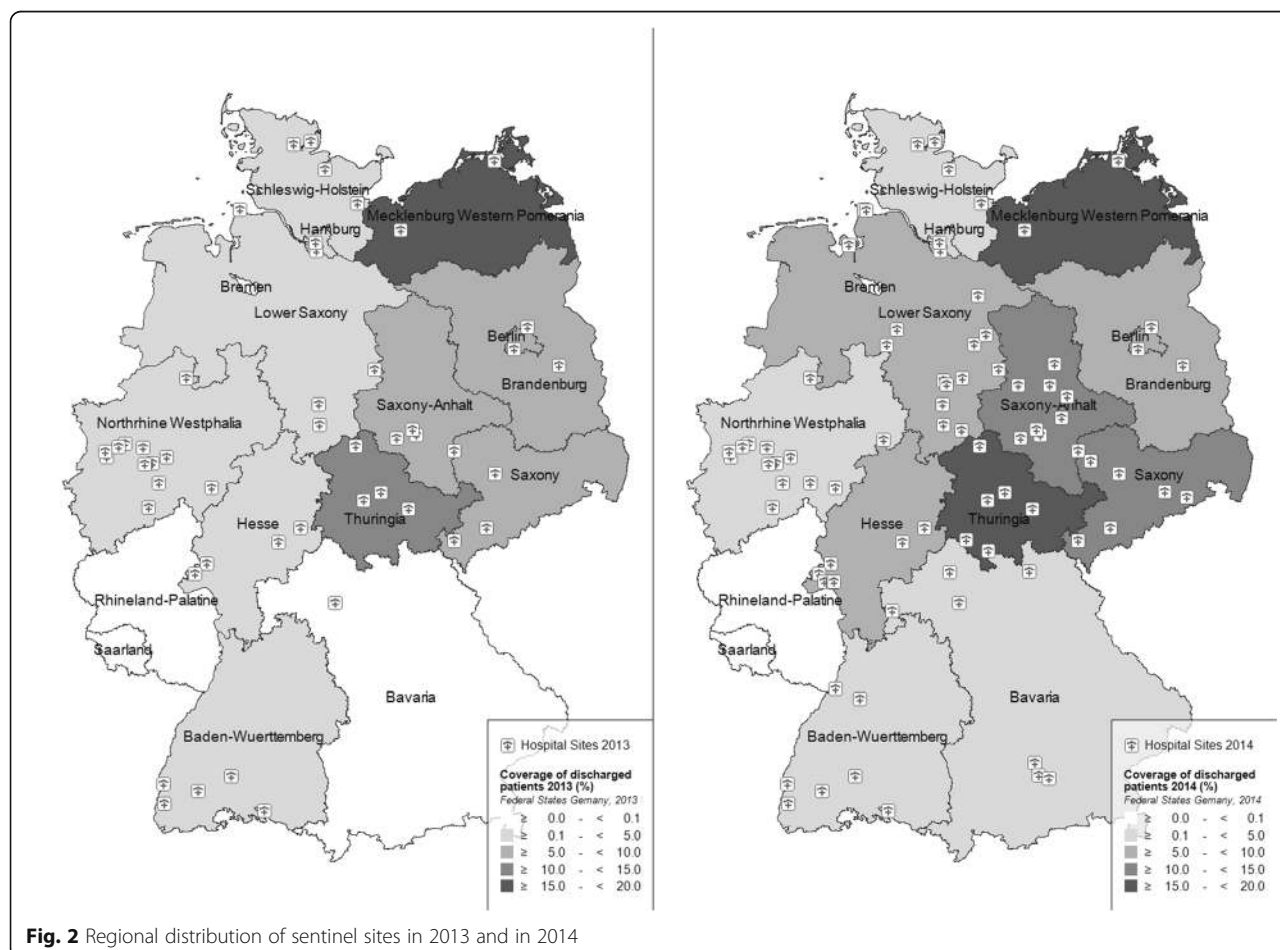 Schleswig-Holstein
Mecklenburg Western Pomerania
Hamburg
Bremen
Lower Saxony
Berlin
Brandenburg
Saxony-Anhalt
Northrhine Westphalia
Saxony
Hesse
Thuringia
Rhineland-Palatine
Saarland
Bavaria
Baden-Wuerttemberg
Hospital Sites 2013
Coverage of discharged
patients 2013 (%)
Federal States Gemany, 2013
≥ 0.0 - < 0.1
≥ 0.1 - < 5.0
≥ 5.0 - < 10.0
≥ 10.0 - < 15.0
≥ 15.0 - < 20.0
Schleswig-Holstein
Mecklenburg Western Pomerania
Hamburg
Bremen
Lower Saxony
Berlin
Brandenburg
Saxony-Anhalt
Northrhine Westphalia
Saxony
Hesse
Thuringia
Rhineland-Palatine
Saarland
Bavaria
Baden-Wuerttemberg
Hospital Sites 2014
Coverage of discharged
patients 2014 (%)
Federal States Gemany, 2014
≥ 0.0 - < 0.1
≥ 0.1 - < 5.0
≥ 5.0 - < 10.0
≥ 10.0 - < 15.0
≥ 15.0 - < 20.0
Fig. 2 Regional distribution of sentinel sites in 2013 and in 2014